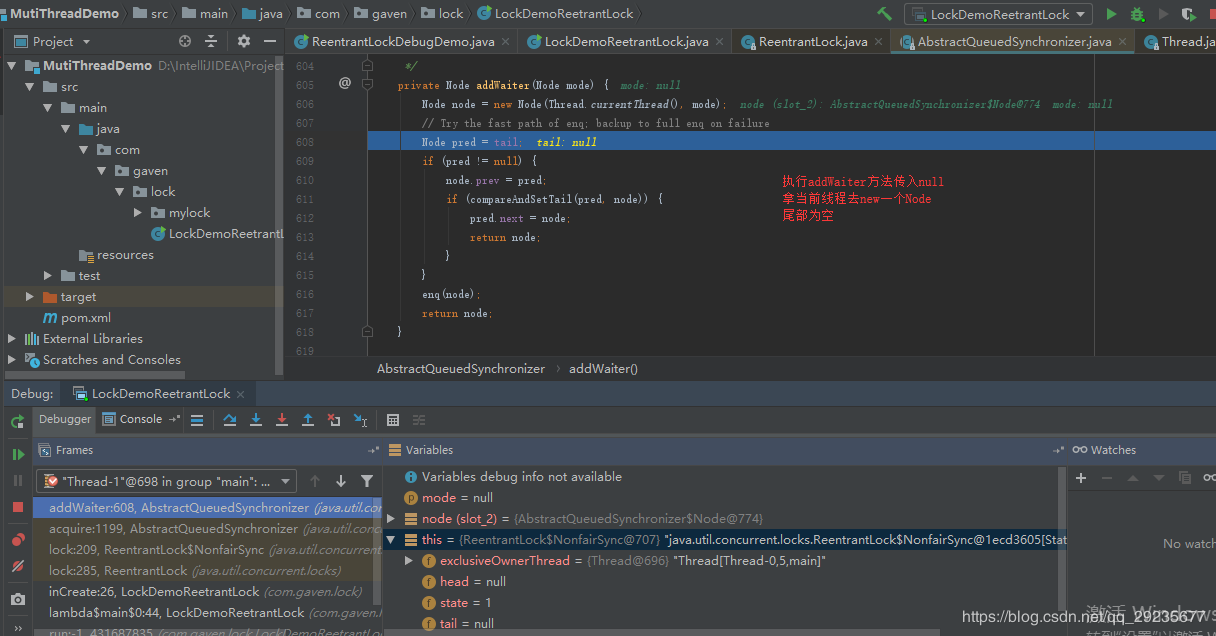 MutiThreadDemo src main java com gaven lock LockDemoReetrantLock LockDemoReetrantLock
Project ReentrantLockDebugDemo.java LockDemoReetrantLock.java ReentrantLock.java AbstractQueuedSynchronizer.java Thread.ja
MutiThreadDemo D:\IntelliJIDEA\Project
src
main
java
com
gaven
lock
mylock
LockDemoReetrantL
resources
test
target
pom.xml
External Libraries
Scratches and Consoles
604 */
605 @ private Node addWaiter(Node mode) { mode: null
606 Node node = new Node(Thread.currentThread(), mode); node (slot_2): AbstractQueuedSynchronizer$Node@774 mode: null
607 // Try the fast path of enq; backup to full enq on failure
608 Node pred = tail; tail: null
609 if (pred != null) {
610 node.prev = pred;
611 if (compareAndSetTail(pred, node)) {
612 pred.next = node;
613 return node;
614 }
615 }
616 enq(node);
617 return node;
618 }
619
执行addWaiter方法传入null
拿当前线程去new一个Node
尾部为空
AbstractQueuedSynchronizer › addWaiter()
Debug: LockDemoReetrantLock
Debugger Console
Frames
"Thread-1"@698 in group "main": ...
addWaiter:608, AbstractQueuedSynchronizer (java.util.co
acquire:1199, AbstractQueuedSynchronizer (java.util.conc
lock:209, ReentrantLock$NonfairSync (java.util.concurrent
lock:285, ReentrantLock (java.util.concurrent.locks)
inCreate:26, LockDemoReetrantLock (com.gaven.lock)
lambda$main$0:44, LockDemoReetrantLock (com.gaven.l
run:-1, 431687835 (com.gaven.lock.LockDemoReetrantLoc
Variables
Variables debug info not available
mode = null
node (slot_2) = {AbstractQueuedSynchronizer$Node@774}
this = {ReentrantLock$NonfairSync@707} "java.util.concurrent.locks.ReentrantLock$NonfairSync@1ecd3605[Stat
exclusiveOwnerThread = {Thread@696} "Thread[Thread-0,5,main]"
head = null
state = 1
tail = null
Watches
No watch
激活 Windows
https://blog.csdn.net/qq_29235677